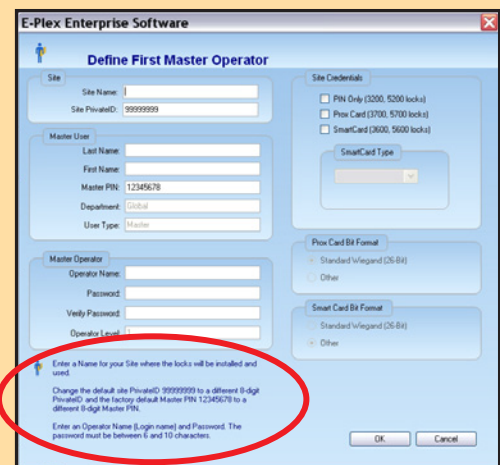 E-Plex Enterprise Software
Define First Master Operator
Site
Site Name:
Site PrivateID: 99999999
Master User
Last Name:
First Name:
Master PIN: 12345678
Department: Global
User Type: Master
Master Operator
Operator Name:
Password:
Verify Password:
Operator Level: 1
Enter a Name for your Site where the locks will be installed and
used.
Change the default site PrivateID 99999999 to a different 8-digit
PrivateID and the factory default Master PIN 12345678 to a
different 8-digit Master PIN.
Enter an Operator Name (Login name) and Password. The
password must be between 6 and 10 characters.
Site Credentials
PIN Only (3200, 5200 locks)
Prox Card (3700, 5700 locks)
SmartCard (3600, 5600 locks)
SmartCard Type
Prox Card Bit Format
Standard Wiegand (26-Bit)
Other
Smart Card Bit Format
Standard Wiegand (26-Bit)
Other
OK
Cancel